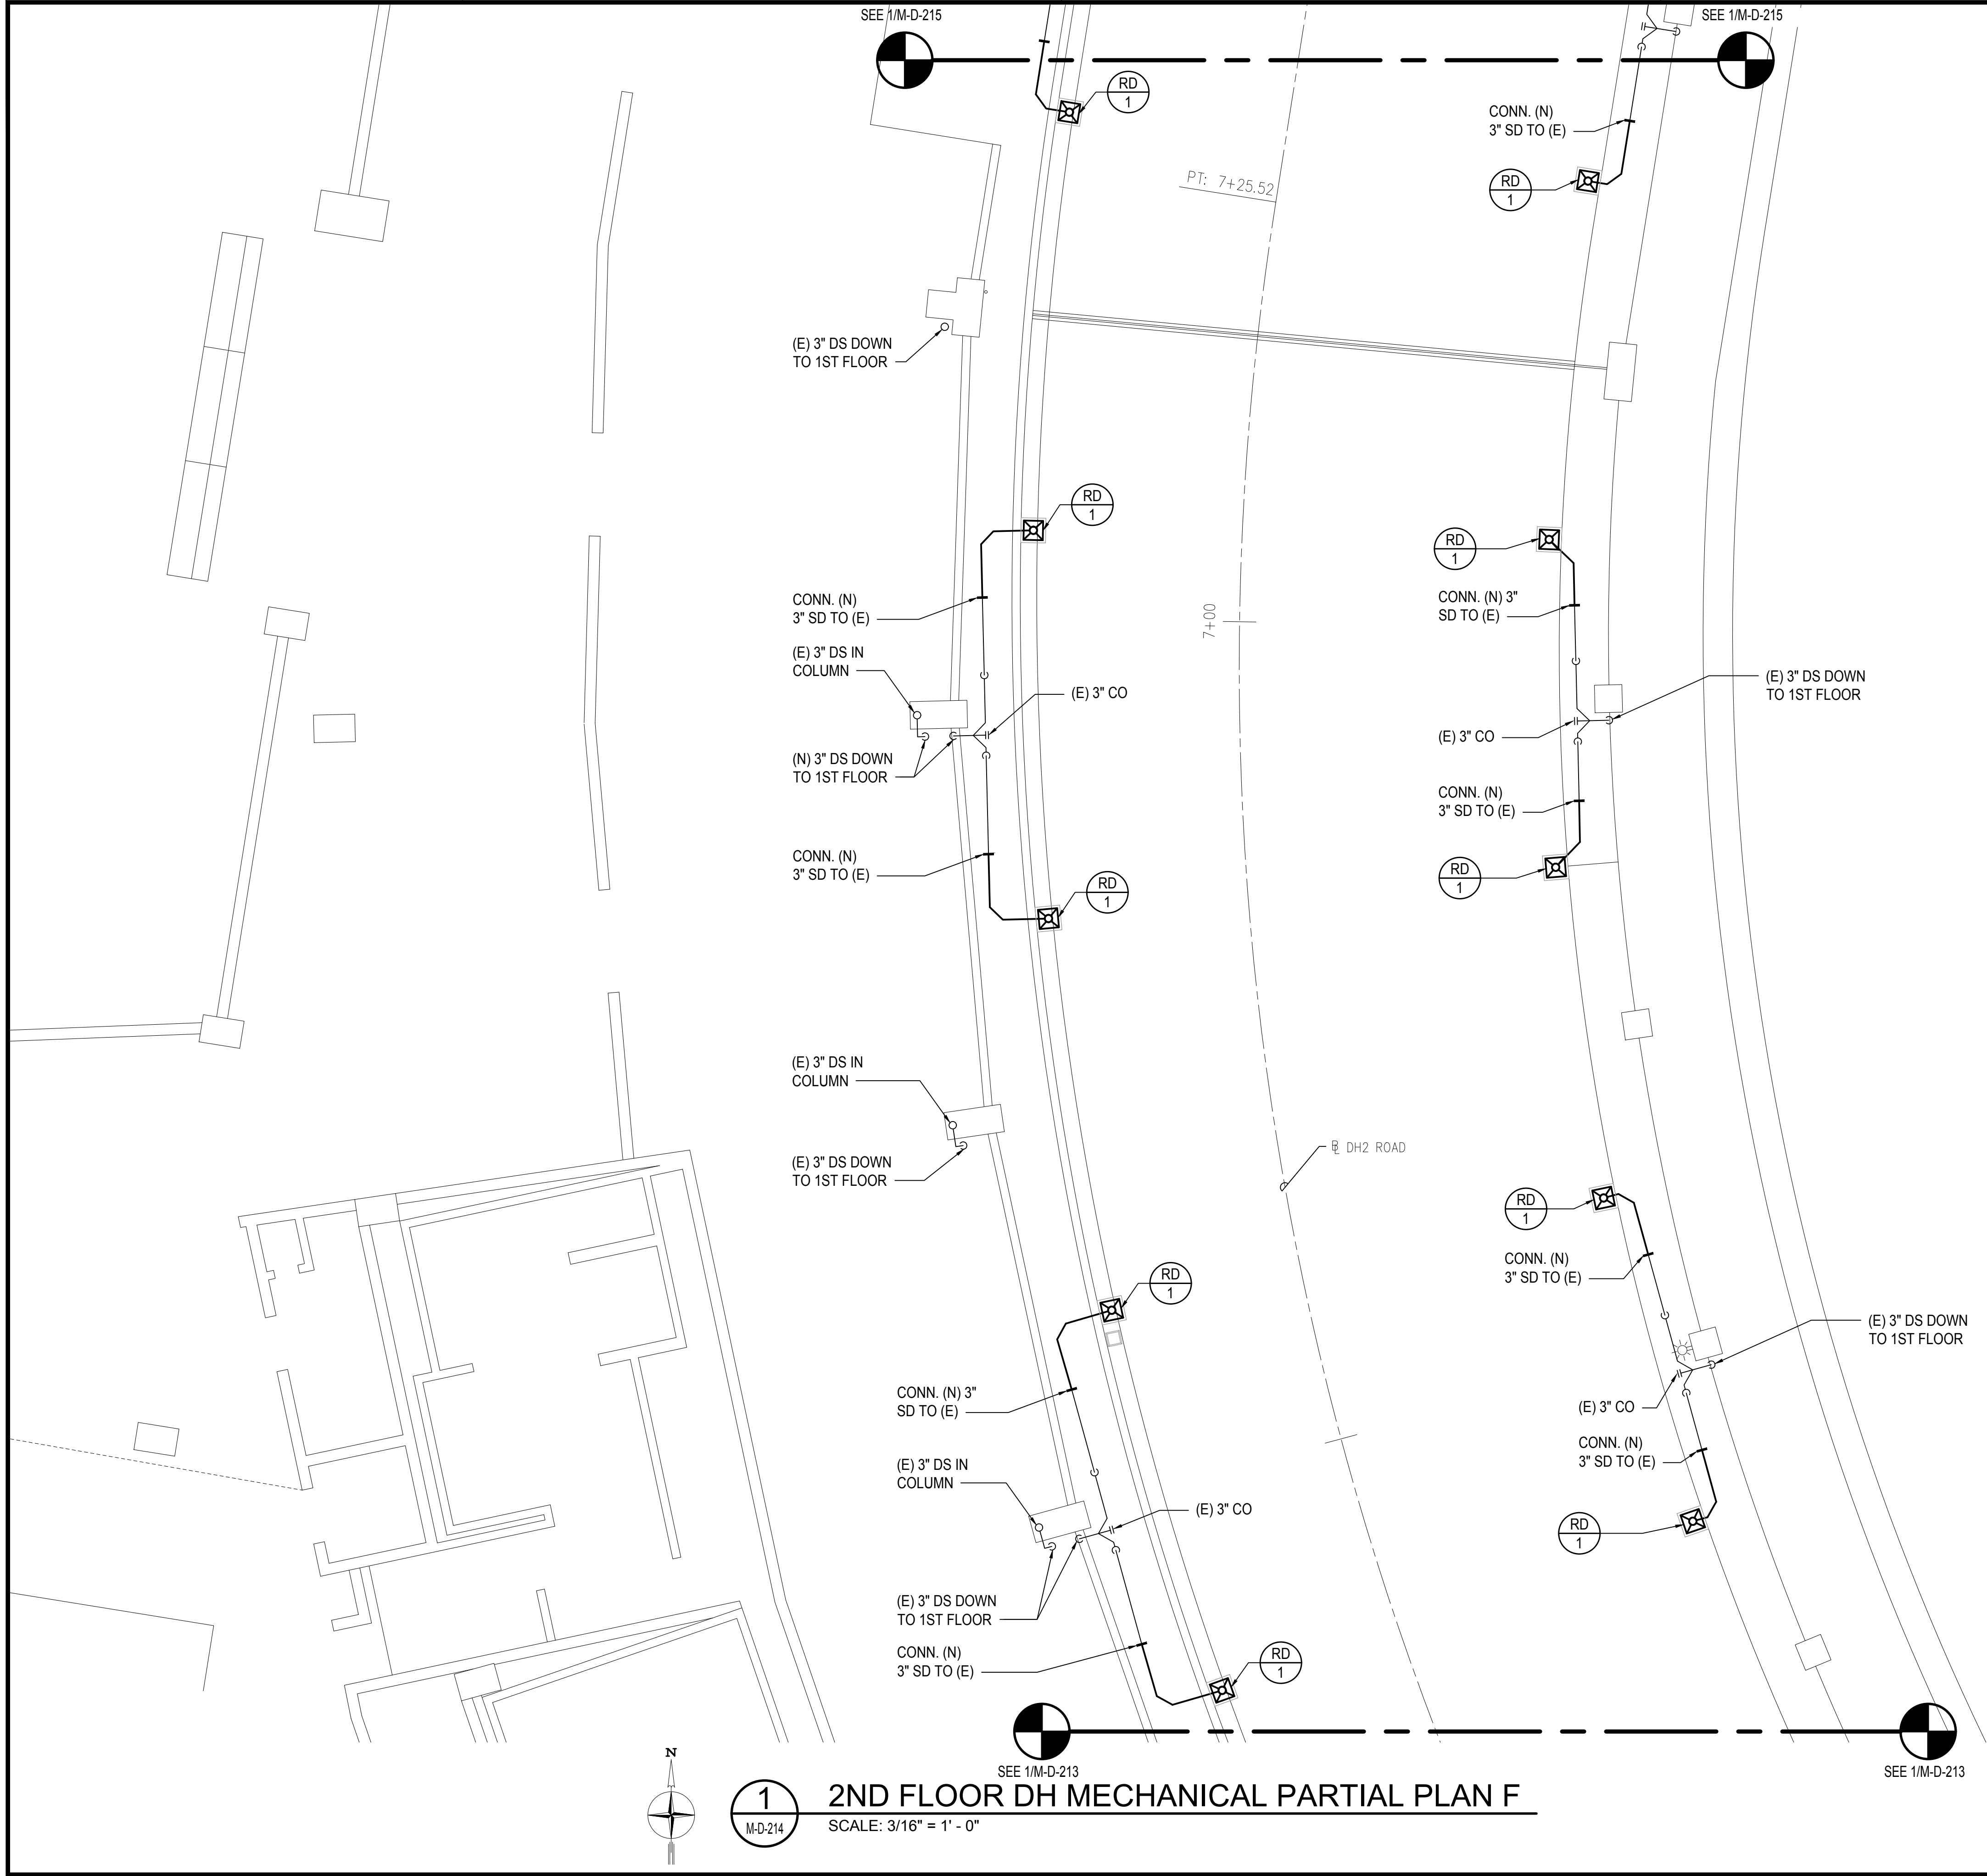 SEE 1/M-D-215
SEE 1/M-D-215
RD
1
CONN. (N)
3" SD TO (E)
RD
1
PT: 7+25.52
(E) 3" DS DOWN
TO 1ST FLOOR
RD
1
RD
1
CONN. (N)
3" SD TO (E)
CONN. (N) 3"
SD TO (E)
7+00
(E) 3" DS IN
COLUMN
(E) 3" CO
(E) 3" DS DOWN
TO 1ST FLOOR
(E) 3" CO
(N) 3" DS DOWN
TO 1ST FLOOR
CONN. (N)
3" SD TO (E)
CONN. (N)
3" SD TO (E)
RD
1
RD
1
(E) 3" DS IN
COLUMN
(E) 3" DS DOWN
TO 1ST FLOOR
BL DH2 ROAD
RD
1
RD
1
CONN. (N)
3" SD TO (E)
(E) 3" DS DOWN
TO 1ST FLOOR
CONN. (N) 3"
SD TO (E)
(E) 3" CO
CONN. (N)
3" SD TO (E)
(E) 3" DS IN
COLUMN
(E) 3" CO
RD
1
(E) 3" DS DOWN
TO 1ST FLOOR
CONN. (N)
3" SD TO (E)
RD
1
SEE 1/M-D-213
SEE 1/M-D-213
N
1
M-D-214
2ND FLOOR DH MECHANICAL PARTIAL PLAN F
SCALE: 3/16" = 1' - 0"